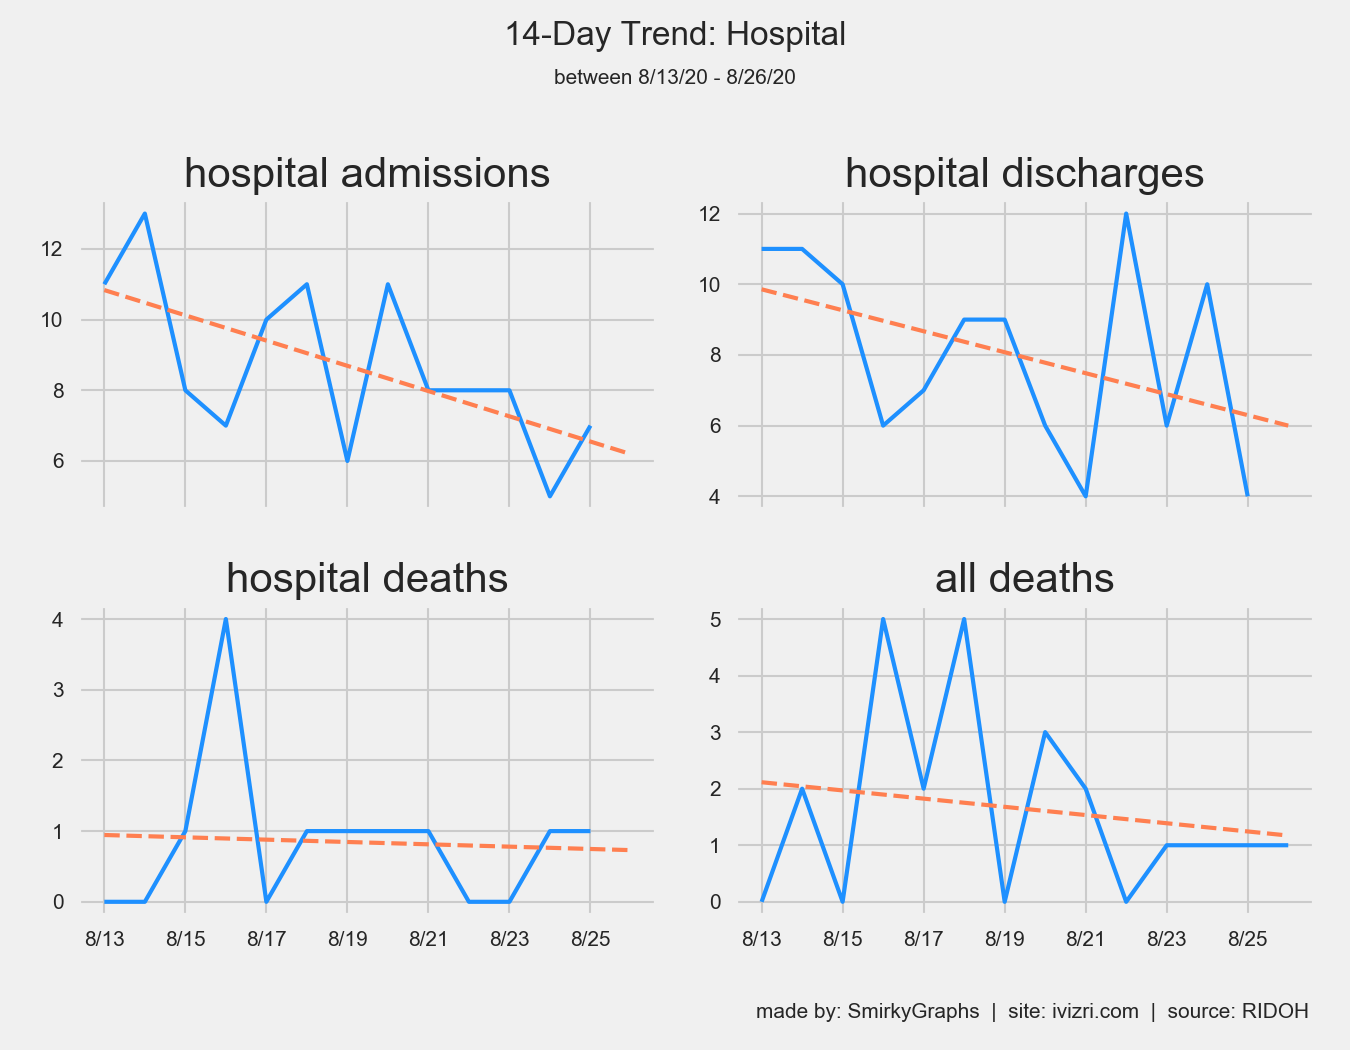 14-Day Trend: Hospital
between 8/13/20 - 8/26/20
hospital admissions
12
10
8
6
hospital discharges
12
10
8
6
4
hospital deaths
4
3
2
1
0
8/13 8/15 8/17 8/19 8/21 8/23 8/25
all deaths
5
4
3
2
1
0
8/13 8/15 8/17 8/19 8/21 8/23 8/25
made by: SmirkyGraphs | site: ivizri.com | source: RIDOH